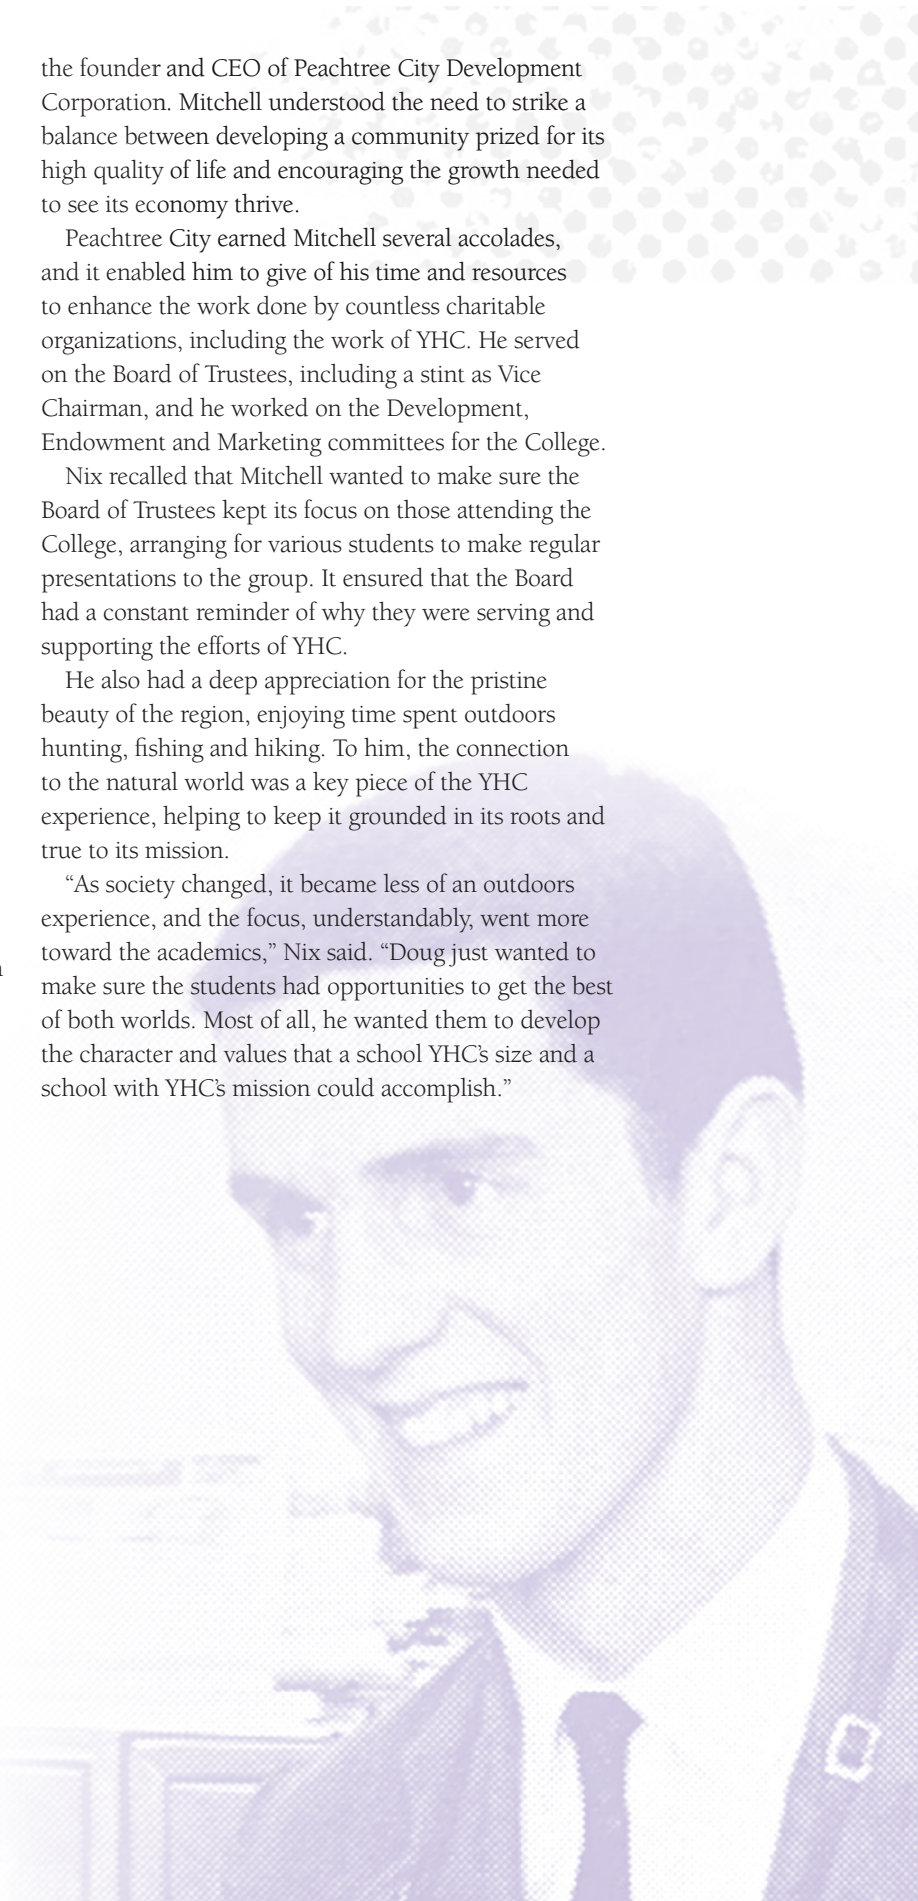 the founder and CEO of Peachtree City Development
Corporation. Mitchell understood the need to strike a
balance between developing a community prized for its
high quality of life and encouraging the growth needed
to see its economy thrive.
Peachtree City earned Mitchell several accolades,
and it enabled him to give of his time and resources
to enhance the work done by countless charitable
organizations, including the work of YHC. He served
on the Board of Trustees, including a stint as Vice
Chairman, and he worked on the Development,
Endowment and Marketing committees for the College.
Nix recalled that Mitchell wanted to make sure the
Board of Trustees kept its focus on those attending the
College, arranging for various students to make regular
presentations to the group. It ensured that the Board
had a constant reminder of why they were serving and
supporting the efforts of YHC.
He also had a deep appreciation for the pristine
beauty of the region, enjoying time spent outdoors
hunting, fishing and hiking. To him, the connection
to the natural world was a key piece of the YHC
experience, helping to keep it grounded in its roots and
true to its mission.
“As society changed, it became less of an outdoors
experience, and the focus, understandably, went more
toward the academics,” Nix said. “Doug just wanted to
make sure the students had opportunities to get the best
of both worlds. Most of all, he wanted them to develop
the character and values that a school YHC’s size and a
school with YHC’s mission could accomplish.”